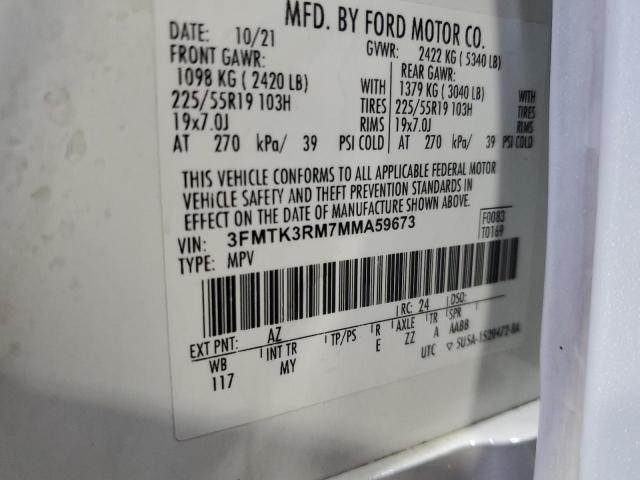 MFD. BY FORD MOTOR CO.
DATE: 10/21 GVWR: 2422 KG ( 5340 LB)
FRONT GAWR: REAR GAWR:
1098 KG ( 2420 LB) WITH 1379 KG ( 3040 LB) WITH
225/55R19 103H TIRES 225/55R19 103H TIRES
19x7.0J RIMS 19x7.0J RIMS
AT 270 kPa/ 39 PSI COLD AT 270 kPa/ 39 PSI COLD
THIS VEHICLE CONFORMS TO ALL APPLICABLE FEDERAL MOTOR
VEHICLE SAFETY AND THEFT PREVENTION STANDARDS IN
EFFECT ON THE DATE OF MANUFACTURE SHOWN ABOVE.
VIN: 3FMTK3RM7MMA59673 F0083
TYPE: MPV T0169
RC: 24 DSO:
EXT PNT: AZ
WB INT TR TP/PS R AXLE TR SPR
117 MY E ZZ A AABB
UTC ▽ 5U5A-1520472-BA